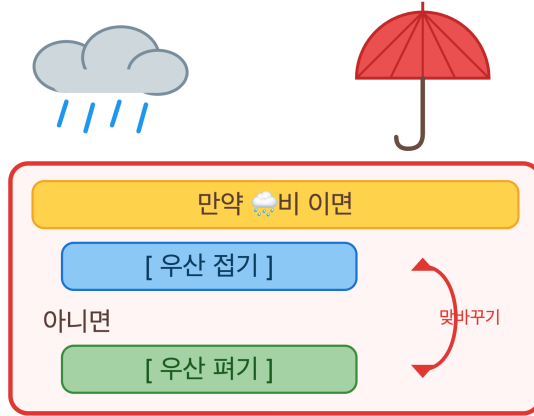 만약 🌧️비 이면
[ 우산 접기 ]
맞바꾸기
아니면
[ 우산 펴기 ]